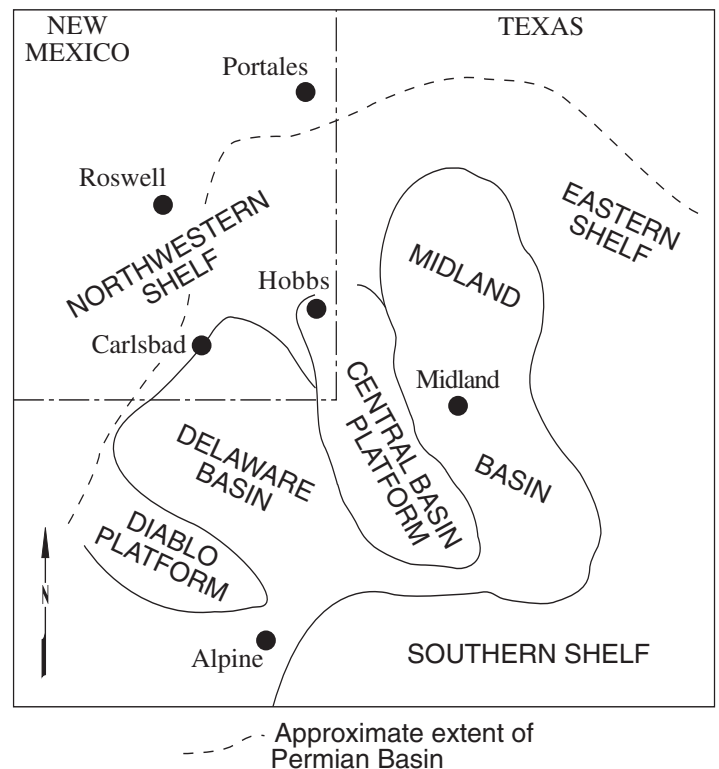 NEW
MEXICO
TEXAS
Portales
Roswell
EASTERN
SHELF
NORTHWESTERN
SHELF
MIDLAND
Hobbs
Carlsbad
Midland
CENTRAL BASIN
PLATFORM
DELAWARE
BASIN
BASIN
DIABLO
PLATFORM
N
Alpine
SOUTHERN SHELF
Approximate extent of
Permian Basin